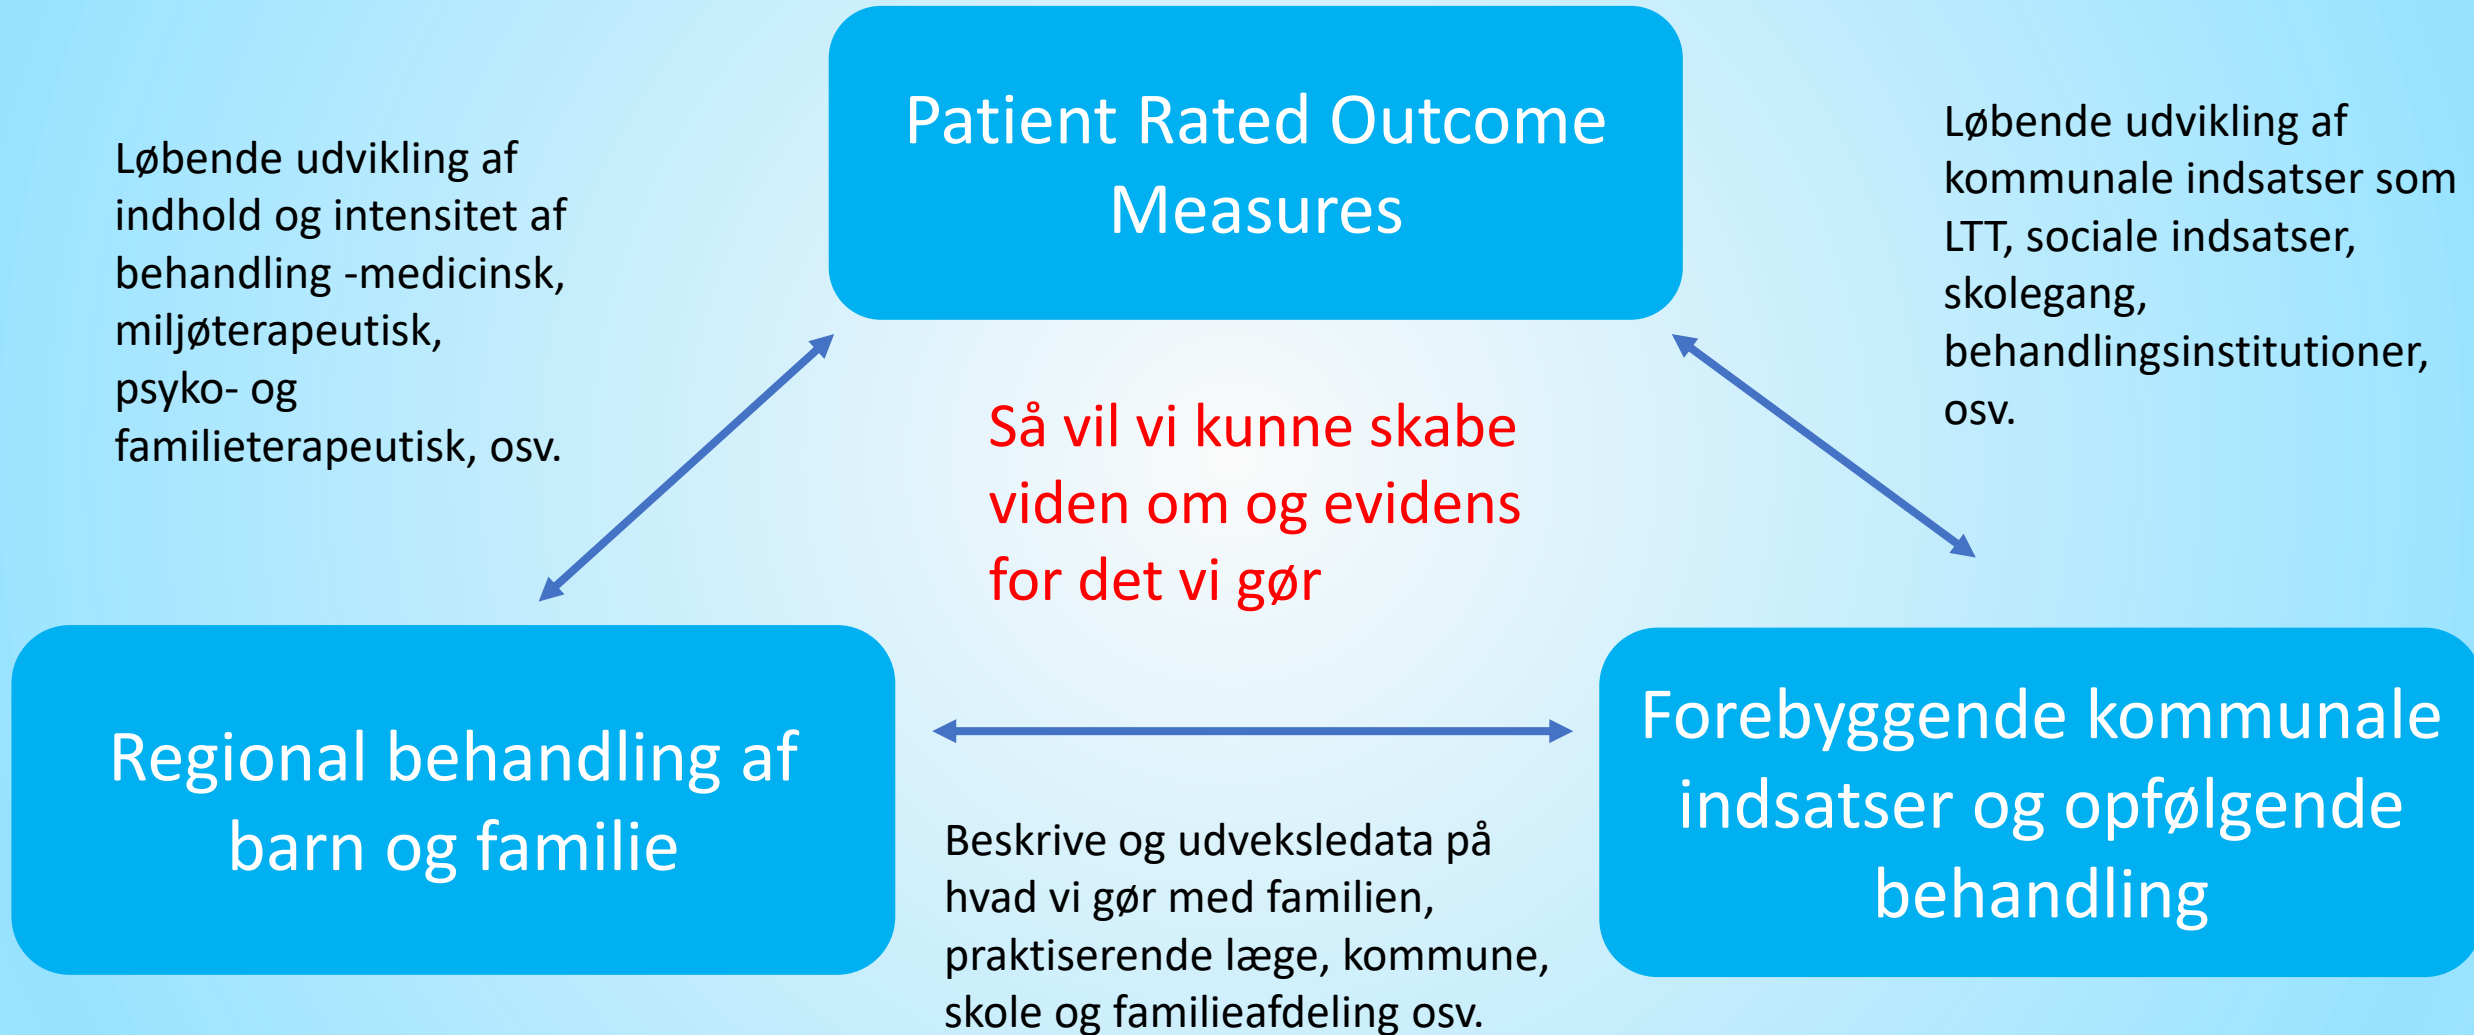 Patient Rated Outcome
Measures
Løbende udvikling af
indhold og intensitet af
behandling -medicinsk,
miljøterapeutisk,
psyko- og
familieterapeutisk, osv.
Løbende udvikling af
kommunale indsatser som
LTT, sociale indsatser,
skolegang,
behandlingsinstitutioner,
osv.
Så vil vi kunne skabe
viden om og evidens
for det vi gør
Regional behandling af
barn og familie
Forebyggende kommunale
indsatser og opfølgende
behandling
Beskrive og udveksledata på
hvad vi gør med familien,
praktiserende læge, kommune,
skole og familieafdeling osv.